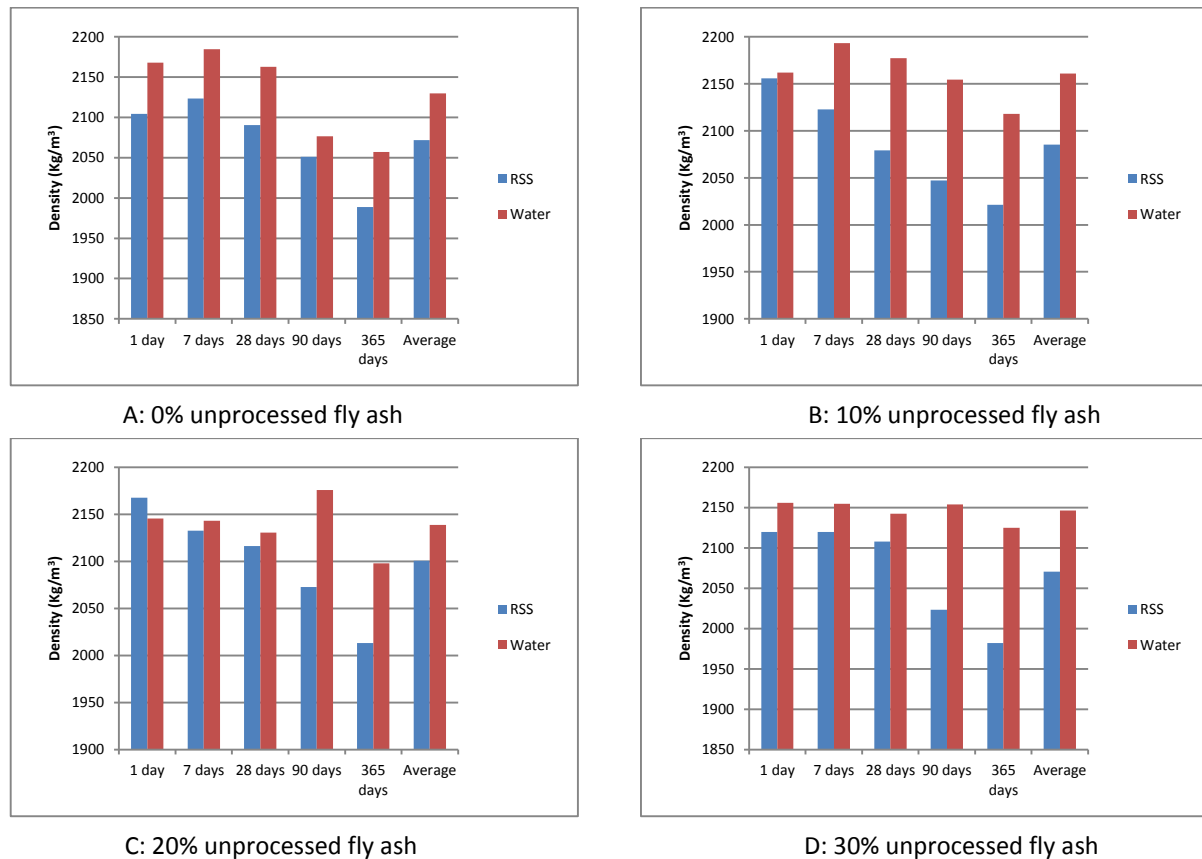 2200
2150
2100
2050
2000
1950
1900
1850
Density (Kg/m³)
1 day 7 days 28 days 90 days 365 days Average
RSS
Water
A: 0% unprocessed fly ash
2200
2150
2100
2050
2000
1950
1900
Density (Kg/m³)
1 day 7 days 28 days 90 days 365 days Average
RSS
Water
B: 10% unprocessed fly ash
2200
2150
2100
2050
2000
1950
1900
Density (Kg/m³)
1 day 7 days 28 days 90 days 365 days Average
RSS
Water
C: 20% unprocessed fly ash
2200
2150
2100
2050
2000
1950
1900
1850
Density (Kg/m³)
1 day 7 days 28 days 90 days 365 days Average
RSS
Water
D: 30% unprocessed fly ash